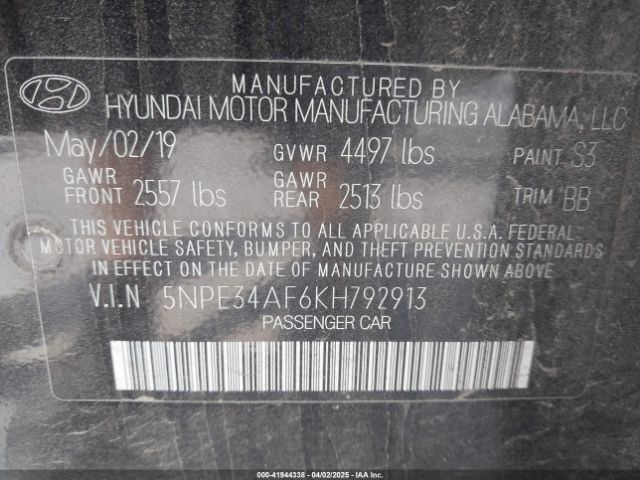 MANUFACTURED BY
HYUNDAI MOTOR MANUFACTURING ALABAMA, LLC
May/02/19 GVWR 4497 lbs PAINT S3
GAWR FRONT 2557 lbs GAWR REAR 2513 lbs TRIM BB
THIS VEHICLE CONFORMS TO ALL APPLICABLE U.S.A. FEDERAL
MOTOR VEHICLE SAFETY, BUMPER, AND THEFT PREVENTION STANDARDS
IN EFFECT ON THE DATE OF MANUFACTURE SHOWN ABOVE.
V.I.N 5NPE34AF6KH792913
PASSENGER CAR
000-41944338 - 04/02/2025 - IAA, Inc.